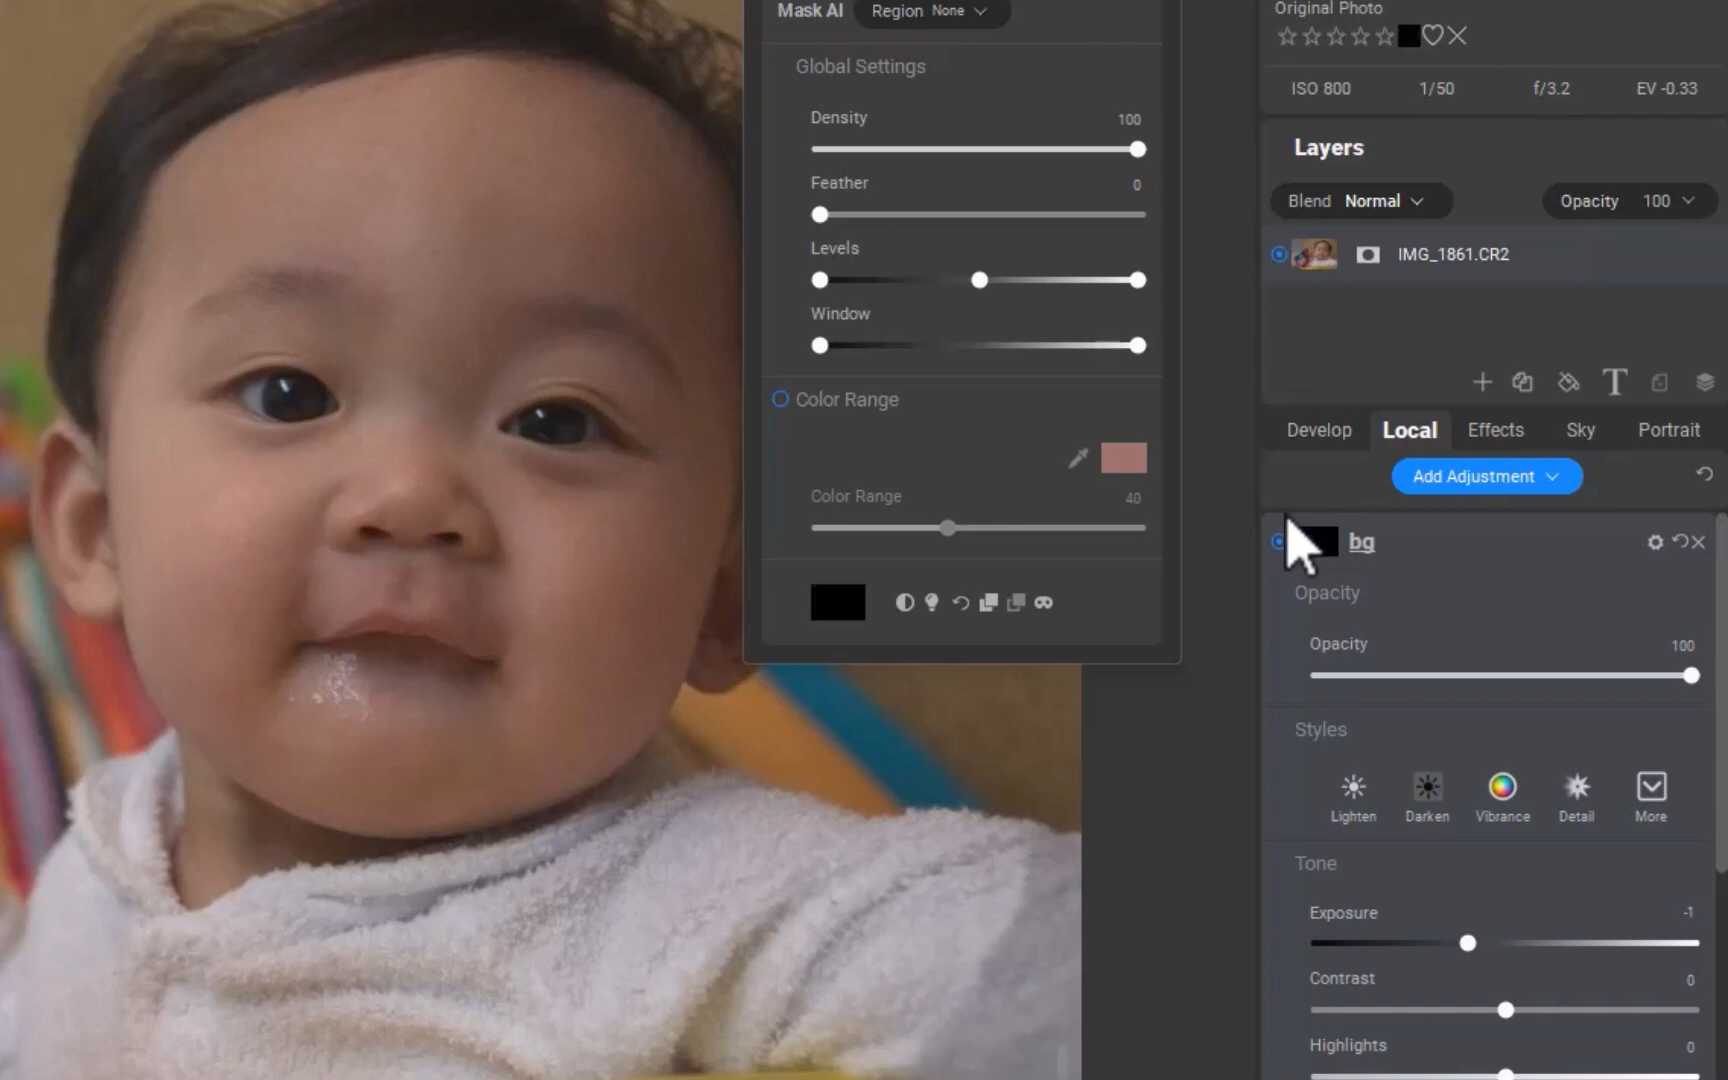 Mask AI Region None
Global Settings
Density 100
Feather 0
Levels
Window
Color Range
Color Range 40
Original Photo
ISO 800 1/50 f/3.2 EV -0.33
Layers
Blend Normal Opacity 100
IMG_1861.CR2
T
Develop Local Effects Sky Portrait
Add Adjustment
bg
Opacity
Opacity 100
Styles
Lighten Darken Vibrance Detail More
Tone
Exposure -1
Contrast 0
Highlights 0